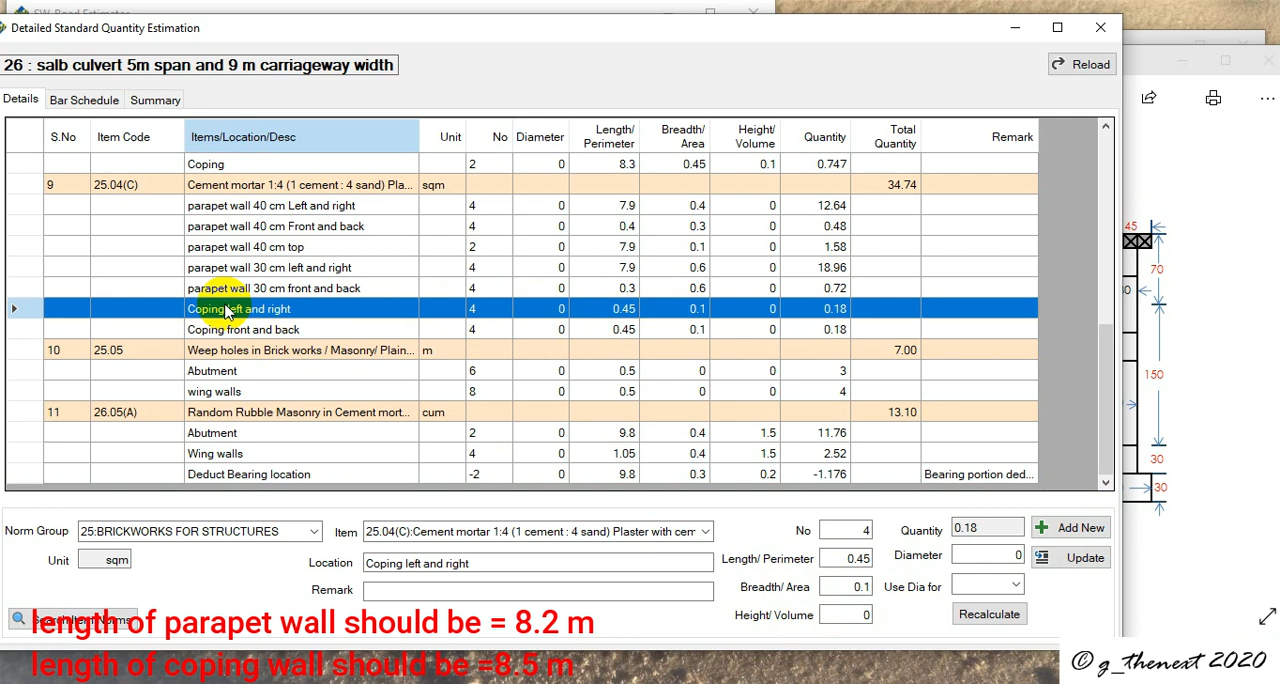 SW Road Estimator
Detailed Standard Quantity Estimation
26 : salb culvert 5m span and 9 m carriageway width
Reload
Details Bar Schedule Summary
S.No Item Code Items/Location/Desc Unit No Diameter Length/ Perimeter Breadth/ Area Height/ Volume Quantity Total Quantity Remark
Coping 2 0 8.3 0.45 0.1 0.747
9 25.04(C) Cement mortar 1:4 (1 cement : 4 sand) Pla... sqm 34.74
parapet wall 40 cm Left and right 4 0 7.9 0.4 0 12.64
parapet wall 40 cm Front and back 4 0 0.4 0.3 0 0.48
parapet wall 40 cm top 2 0 7.9 0.1 0 1.58
parapet wall 30 cm left and right 4 0 7.9 0.6 0 18.96
parapet wall 30 cm front and back 4 0 0.3 0.6 0 0.72
Coping left and right 4 0 0.45 0.1 0 0.18
Coping front and back 4 0 0.45 0.1 0 0.18
10 25.05 Weep holes in Brick works / Masonry/ Plain... m 7.00
Abutment 6 0 0.5 0 0 3
wing walls 8 0 0.5 0 0 4
11 26.05(A) Random Rubble Masonry in Cement mort... cum 13.10
Abutment 2 0 9.8 0.4 1.5 11.76
Wing walls 4 0 1.05 0.4 1.5 2.52
Deduct Bearing location -2 0 9.8 0.3 0.2 -1.176 Bearing portion ded...
Norm Group 25:BRICKWORKS FOR STRUCTURES Item 25.04(C):Cement mortar 1:4 (1 cement : 4 sand) Plaster with cem No 4 Quantity 0.18 Add New
Unit sqm Location Coping left and right Length/ Perimeter 0.45 Diameter 0 Update
Remark Breadth/ Area 0.1 Use Dia for
Search Item Norms Height/ Volume 0 Recalculate
length of parapet wall should be = 8.2 m
length of coping wall should be =8.5 m
45
70
150
30
30
© g_thenext 2020